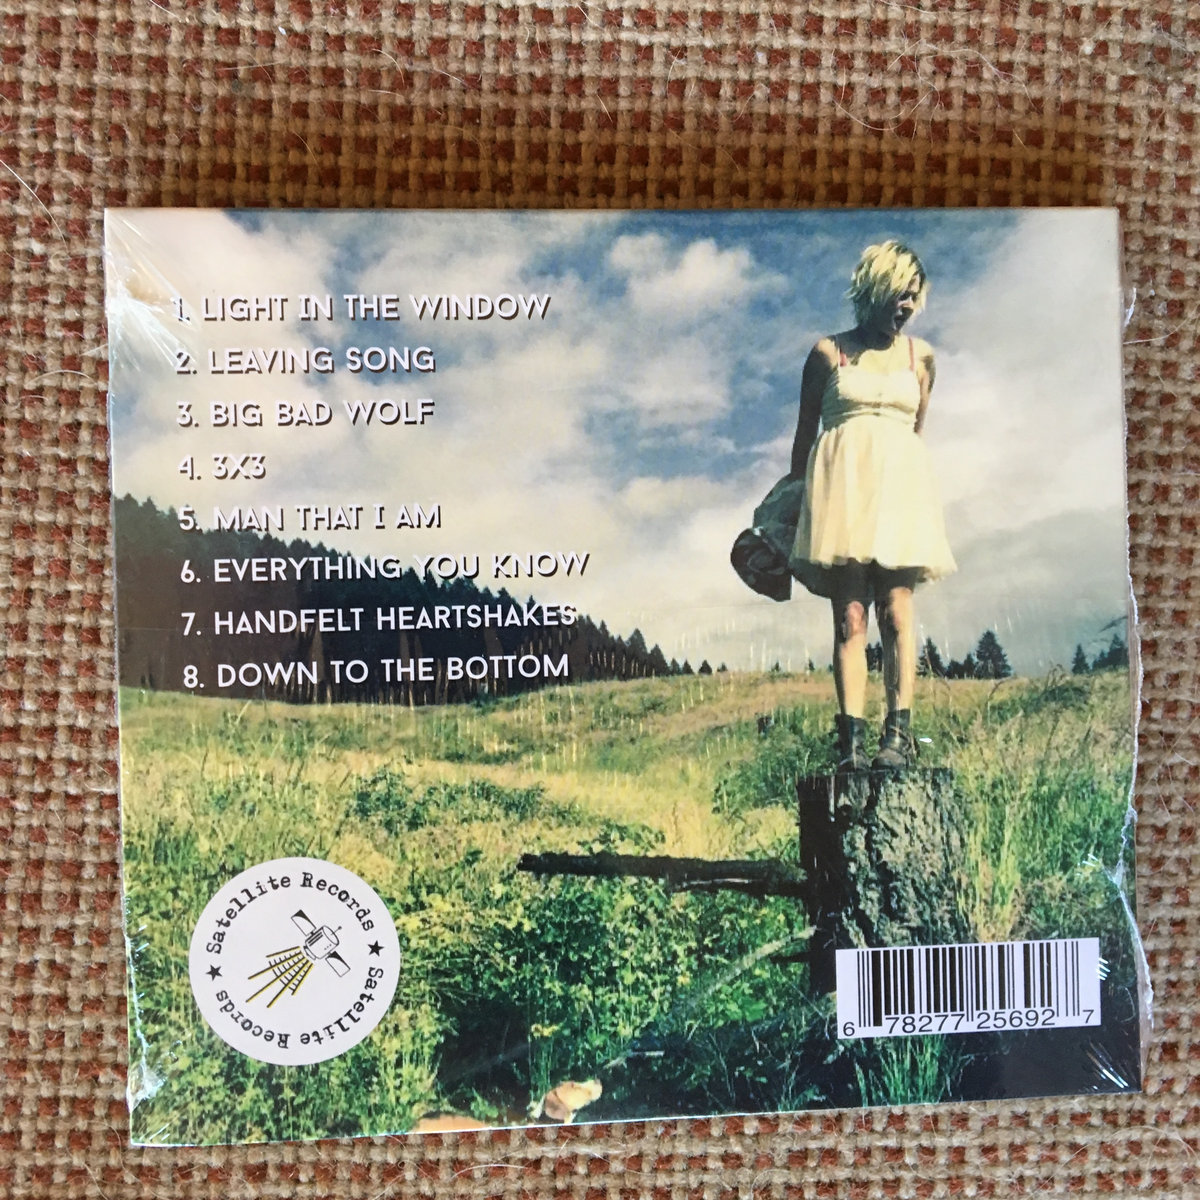 1. LIGHT IN THE WINDOW
2. LEAVING SONG
3. BIG BAD WOLF
4. 3X3
5. MAN THAT I AM
6. EVERYTHING YOU KNOW
7. HANDFELT HEARTSHAKES
8. DOWN TO THE BOTTOM
★ Satellite Records ★ Satellite Records
6 78277 25692 7